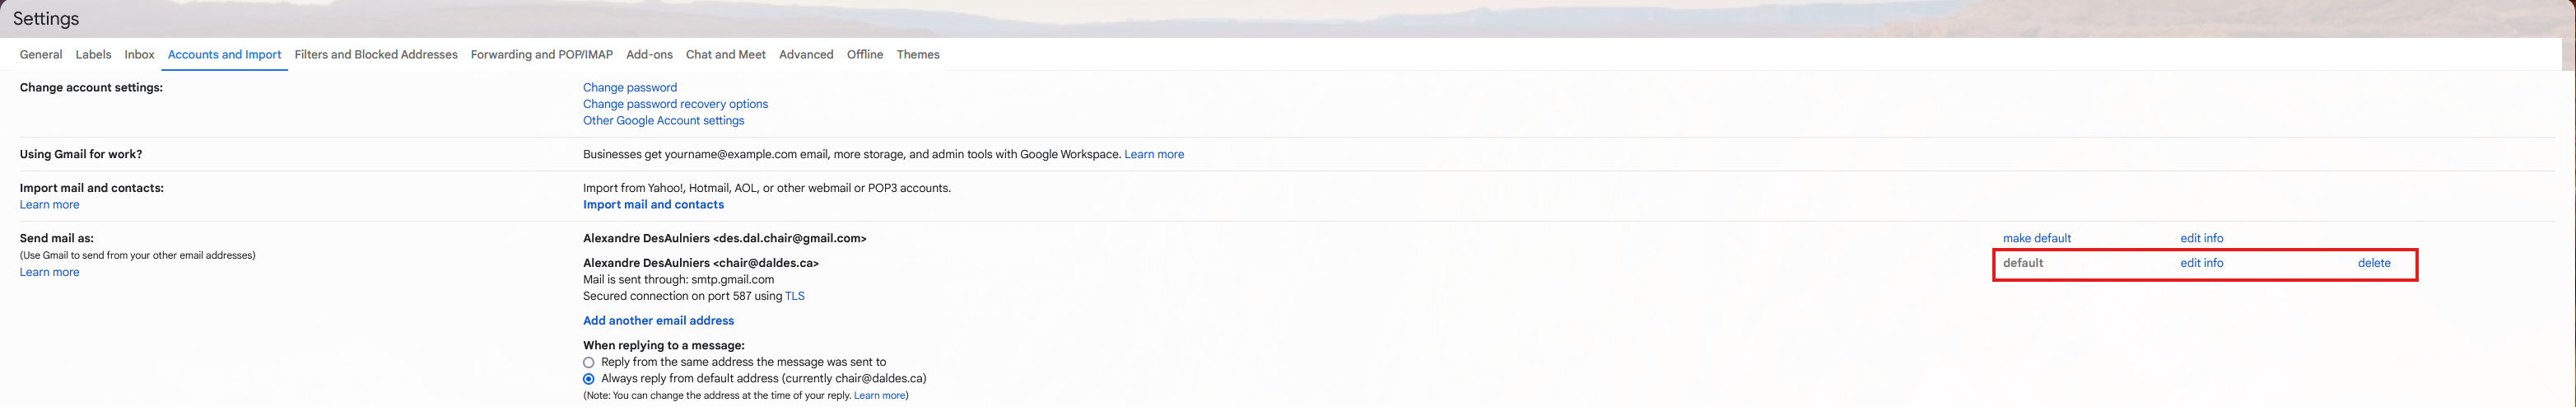 Settings
General Labels Inbox Accounts and Import Filters and Blocked Addresses Forwarding and POP/IMAP Add-ons Chat and Meet Advanced Offline Themes
Change account settings:
Change password
Change password recovery options
Other Google Account settings
Using Gmail for work?
Businesses get yourname@example.com email, more storage, and admin tools with Google Workspace. Learn more
Import mail and contacts:
Learn more
Import from Yahoo!, Hotmail, AOL, or other webmail or POP3 accounts.
Import mail and contacts
Send mail as:
(Use Gmail to send from your other email addresses)
Learn more
Alexandre DesAulniers <des.dal.chair@gmail.com> make default edit info
Alexandre DesAulniers <chair@daldes.ca> default edit info delete
Mail is sent through: smtp.gmail.com
Secured connection on port 587 using TLS
Add another email address
When replying to a message:
Reply from the same address the message was sent to
Always reply from default address (currently chair@daldes.ca)
(Note: You can change the address at the time of your reply. Learn more)